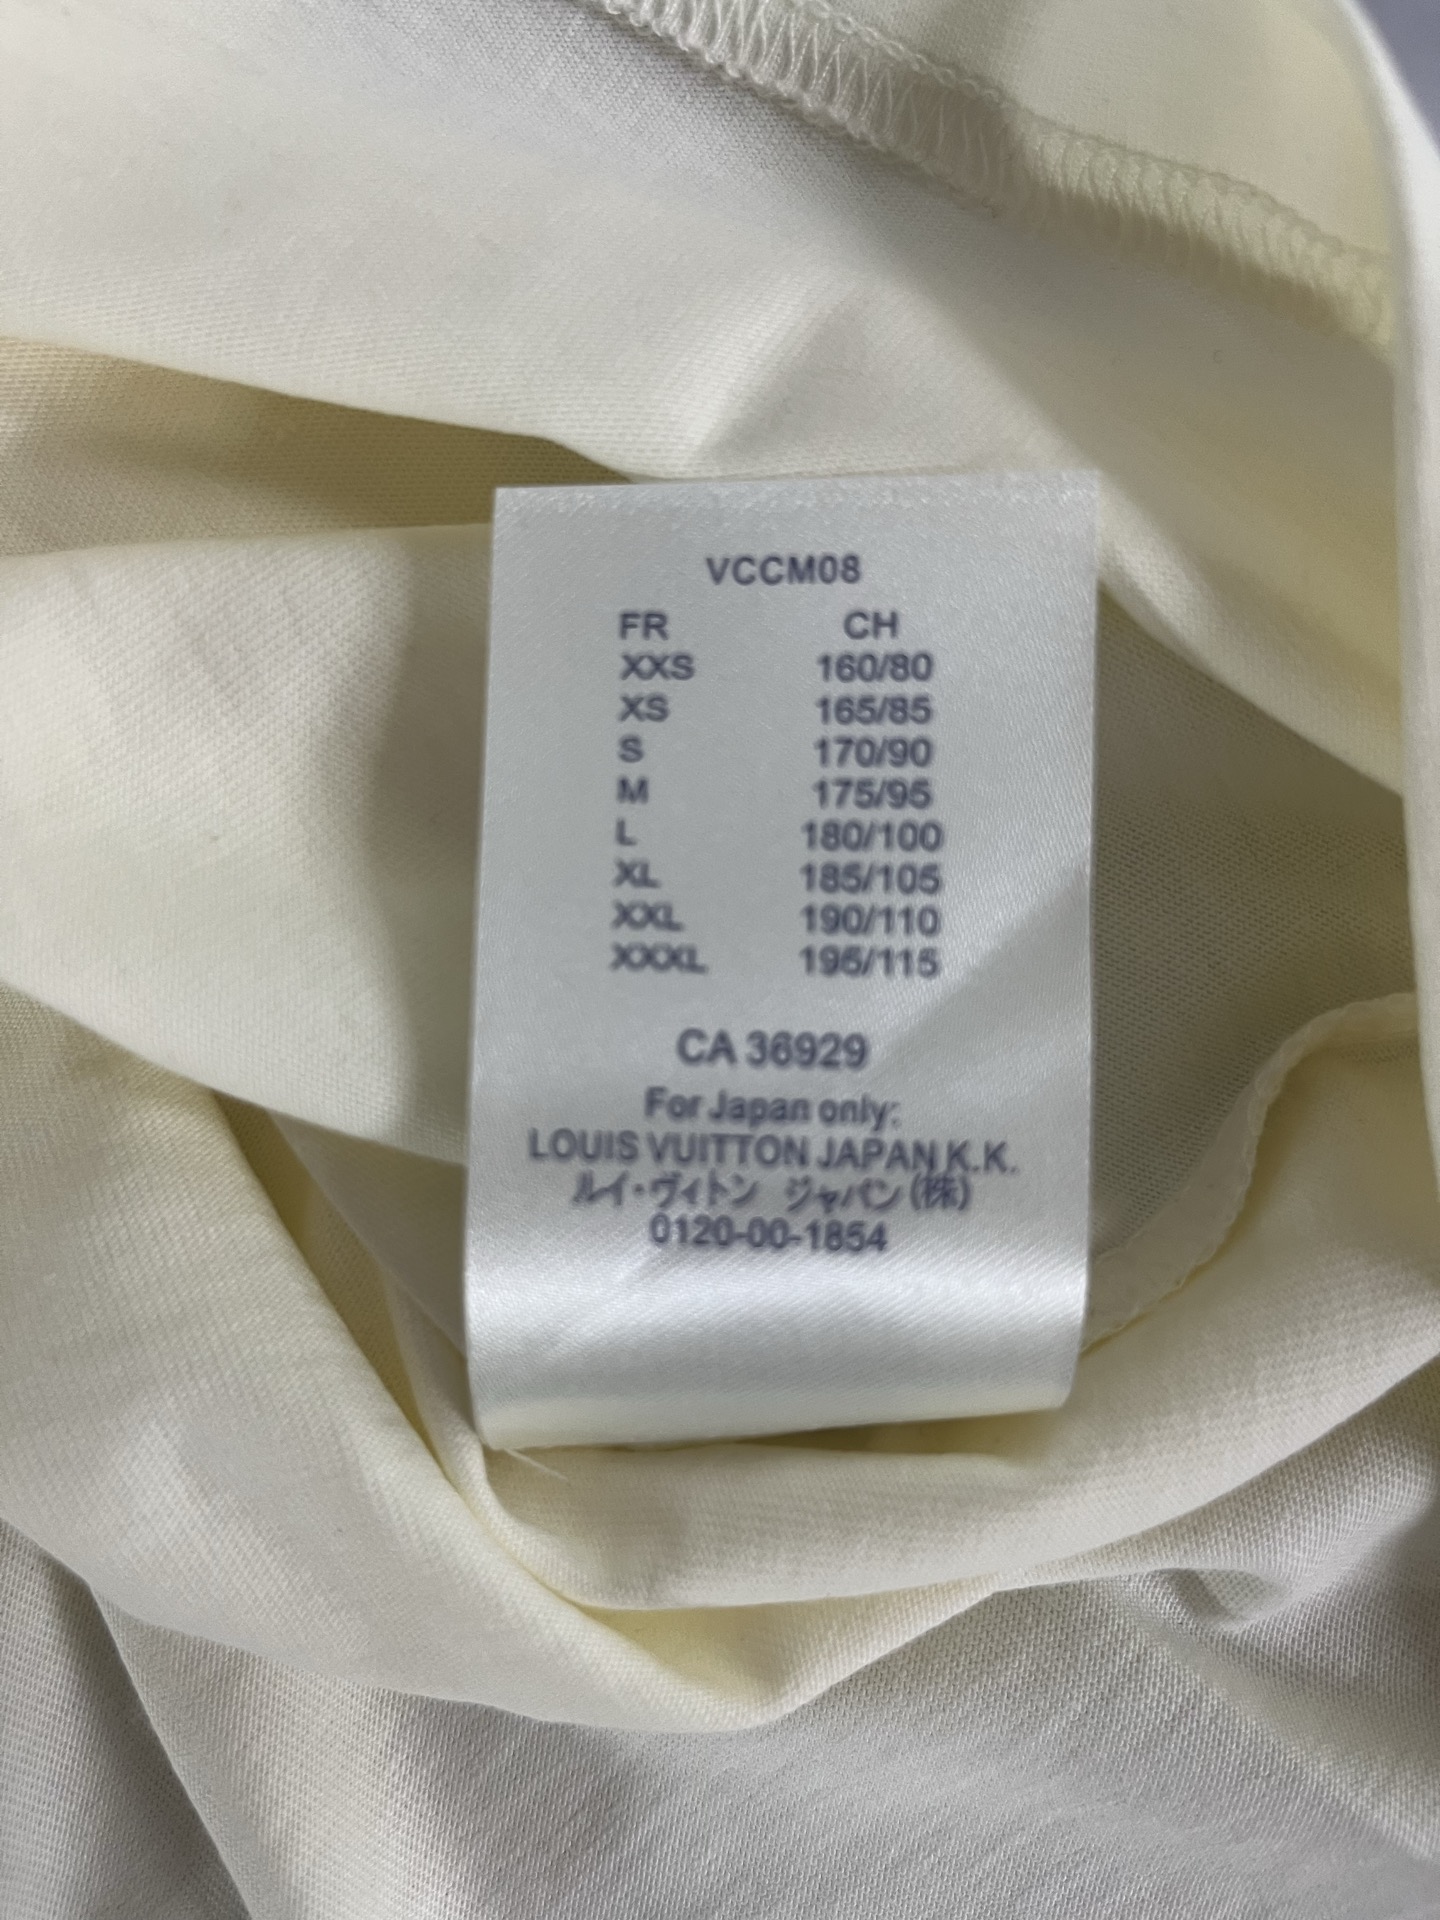 VCCM08
FR CH
XXS 160/80
XS 165/85
S 170/90
M 175/95
L 180/100
XL 185/105
XXL 190/110
XXXL 195/115
CA 36929
For Japan only:
LOUIS VUITTON JAPAN K.K.
ルイ・ヴィトン ジャパン (株)
0120-00-1854